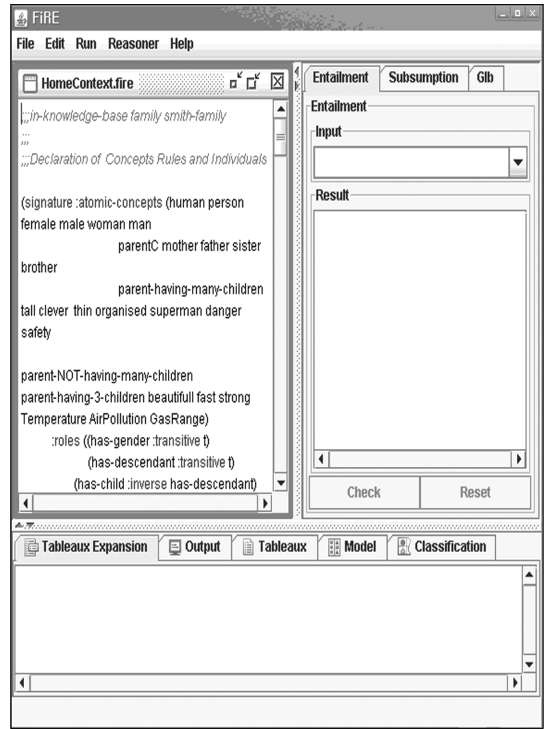 FiRE
File Edit Run Reasoner Help
HomeContext.fire
;;;in-knowledge-base family smith-family
;;;
;;;Declaration of Concepts Rules and Individuals
(signature :atomic-concepts (human person
female male woman man
parentC mother father sister
brother
parent-having-many-children
tall clever thin organised superman danger
safety
parent-NOT-having-many-children
parent-having-3-children beautifull fast strong
Temperature AirPollution GasRange)
:roles ((has-gender :transitive t)
(has-descendant :transitive t)
(has-child :inverse has-descendant)
Entailment Subsumption Glb
Entailment
Input
Result
Check Reset
Tableaux Expansion Output Tableaux Model Classification